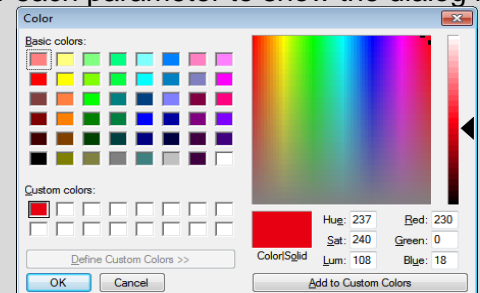 each parameter to show the dialog
Color
Basic colors:
Custom colors:
Define Custom Colors >>
OK Cancel
Color|Solid
Hue: 237 Red: 230
Sat: 240 Green: 0
Lum: 108 Blue: 18
Add to Custom Colors